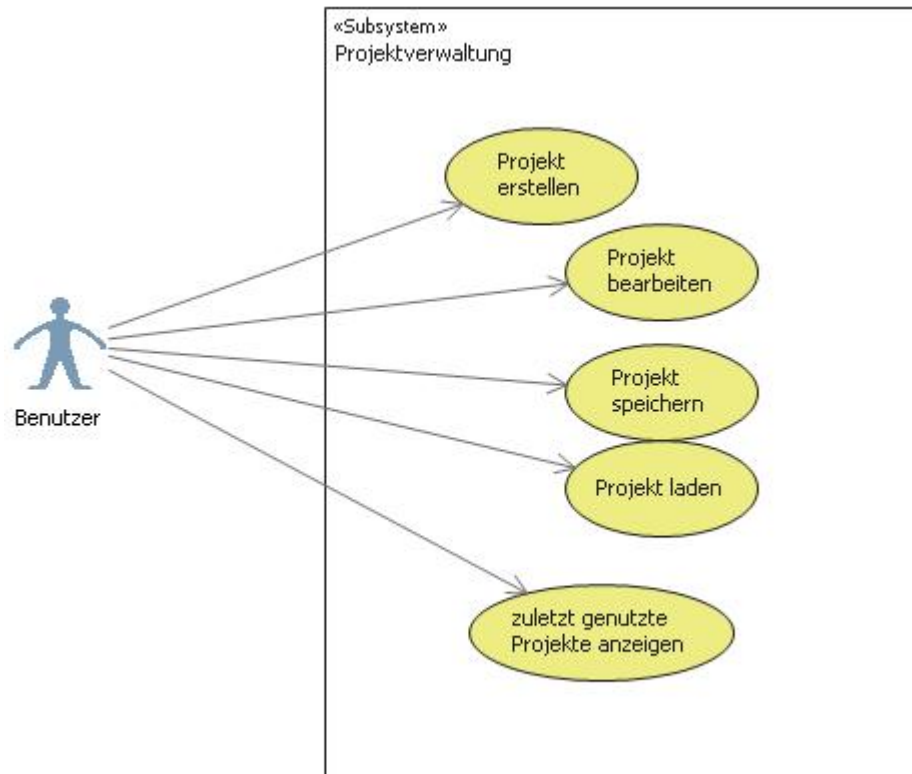 «Subsystem»
Projektverwaltung
Projekt
erstellen
Projekt
bearbeiten
Projekt
speichern
Benutzer
Projekt laden
zuletzt genutzte
Projekte anzeigen